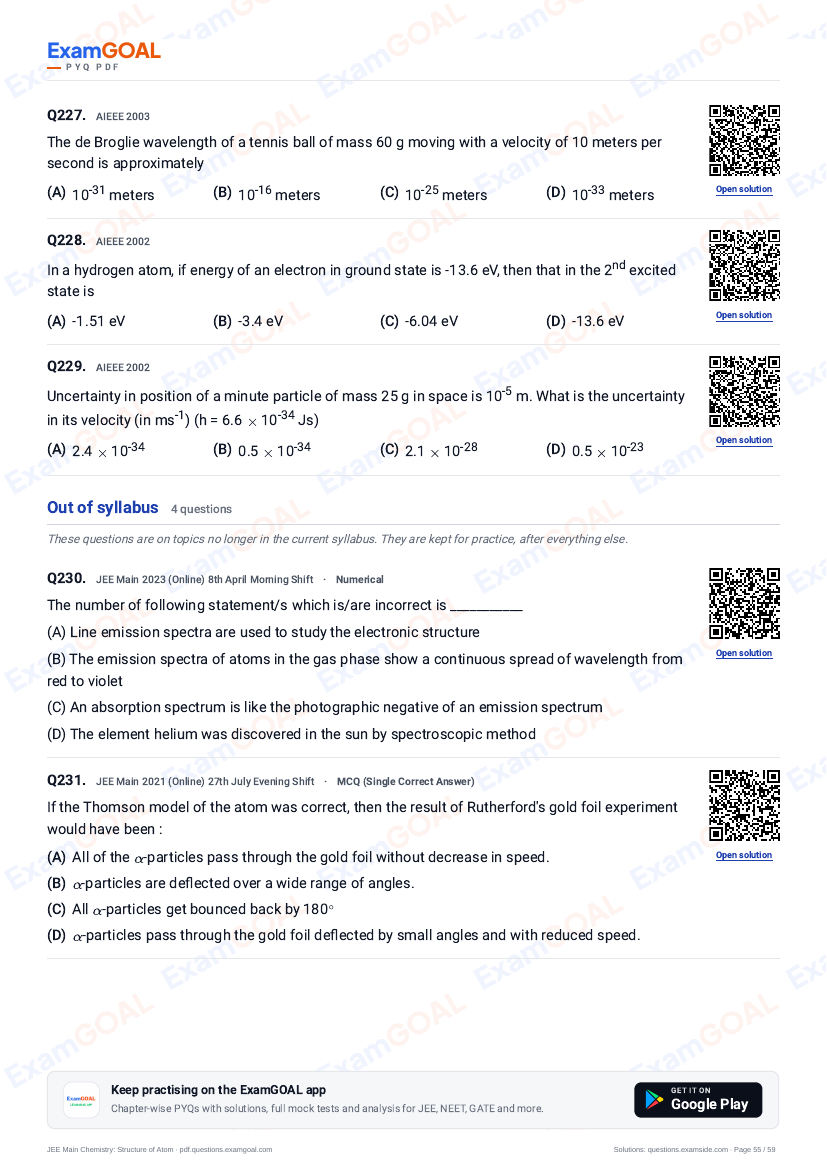 ExamGOAL
PYQ PDF
Q227. AIEEE 2003
The de Broglie wavelength of a tennis ball of mass 60 g moving with a velocity of 10 meters per
second is approximately
(A) 10^-31 meters (B) 10^-16 meters (C) 10^-25 meters (D) 10^-33 meters
Open solution
Q228. AIEEE 2002
In a hydrogen atom, if energy of an electron in ground state is -13.6 eV, then that in the 2^nd excited
state is
(A) -1.51 eV (B) -3.4 eV (C) -6.04 eV (D) -13.6 eV
Open solution
Q229. AIEEE 2002
Uncertainty in position of a minute particle of mass 25 g in space is 10^-5 m. What is the uncertainty
in its velocity (in ms^-1) (h = 6.6 × 10^-34 Js)
(A) 2.4 × 10^-34 (B) 0.5 × 10^-34 (C) 2.1 × 10^-28 (D) 0.5 × 10^-23
Open solution
Out of syllabus 4 questions
These questions are on topics no longer in the current syllabus. They are kept for practice, after everything else.
Q230. JEE Main 2023 (Online) 8th April Morning Shift · Numerical
The number of following statement/s which is/are incorrect is __________
(A) Line emission spectra are used to study the electronic structure
(B) The emission spectra of atoms in the gas phase show a continuous spread of wavelength from
red to violet
(C) An absorption spectrum is like the photographic negative of an emission spectrum
(D) The element helium was discovered in the sun by spectroscopic method
Open solution
Q231. JEE Main 2021 (Online) 27th July Evening Shift · MCQ (Single Correct Answer)
If the Thomson model of the atom was correct, then the result of Rutherford's gold foil experiment
would have been :
(A) All of the α-particles pass through the gold foil without decrease in speed.
(B) α-particles are deflected over a wide range of angles.
(C) All α-particles get bounced back by 180°
(D) α-particles pass through the gold foil deflected by small angles and with reduced speed.
Open solution
ExamGOAL
Keep practising on the ExamGOAL app
Chapter-wise PYQs with solutions, full mock tests and analysis for JEE, NEET, GATE and more.
GET IT ON
Google Play
JEE Main Chemistry: Structure of Atom · pdf.questions.examgoal.com
Solutions: questions.examside.com · Page 55 / 59